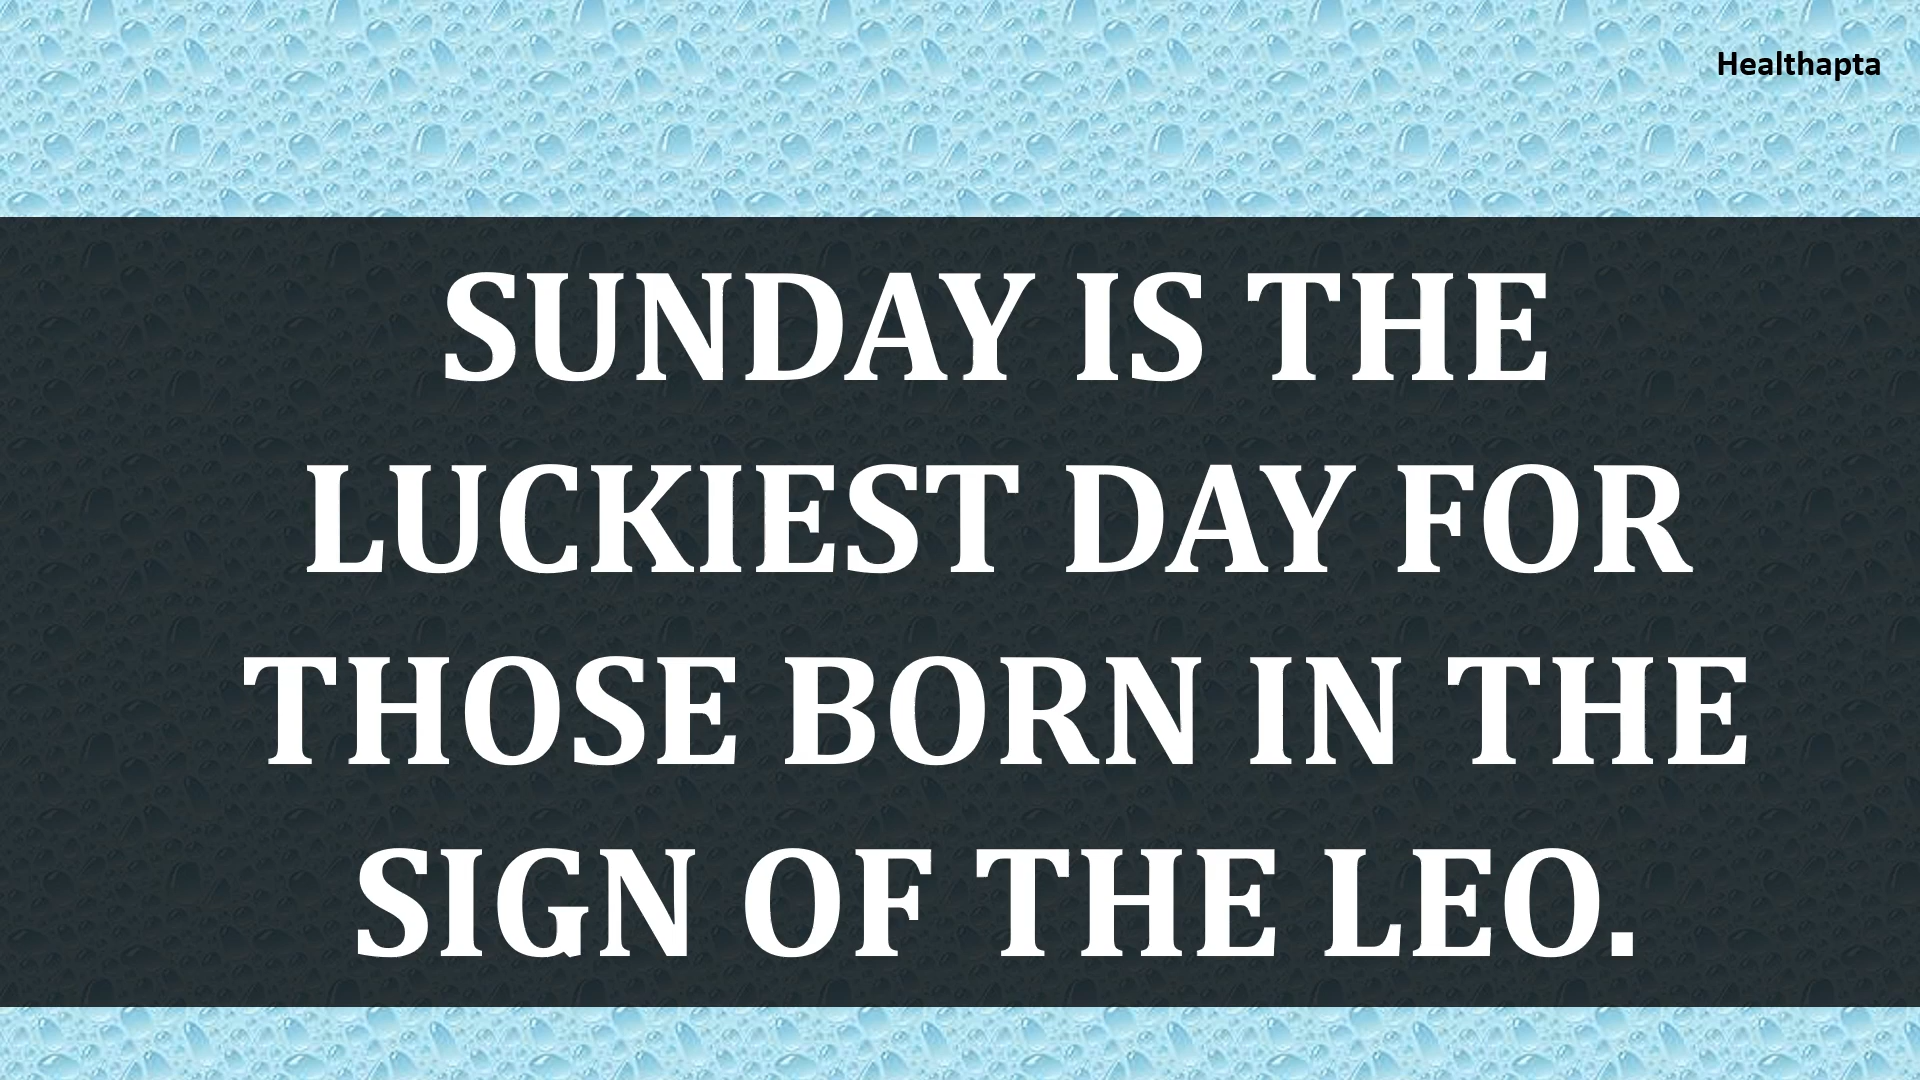 Healthapta
SUNDAY IS THE
LUCKIEST DAY FOR
THOSE BORN IN THE
SIGN OF THE LEO.